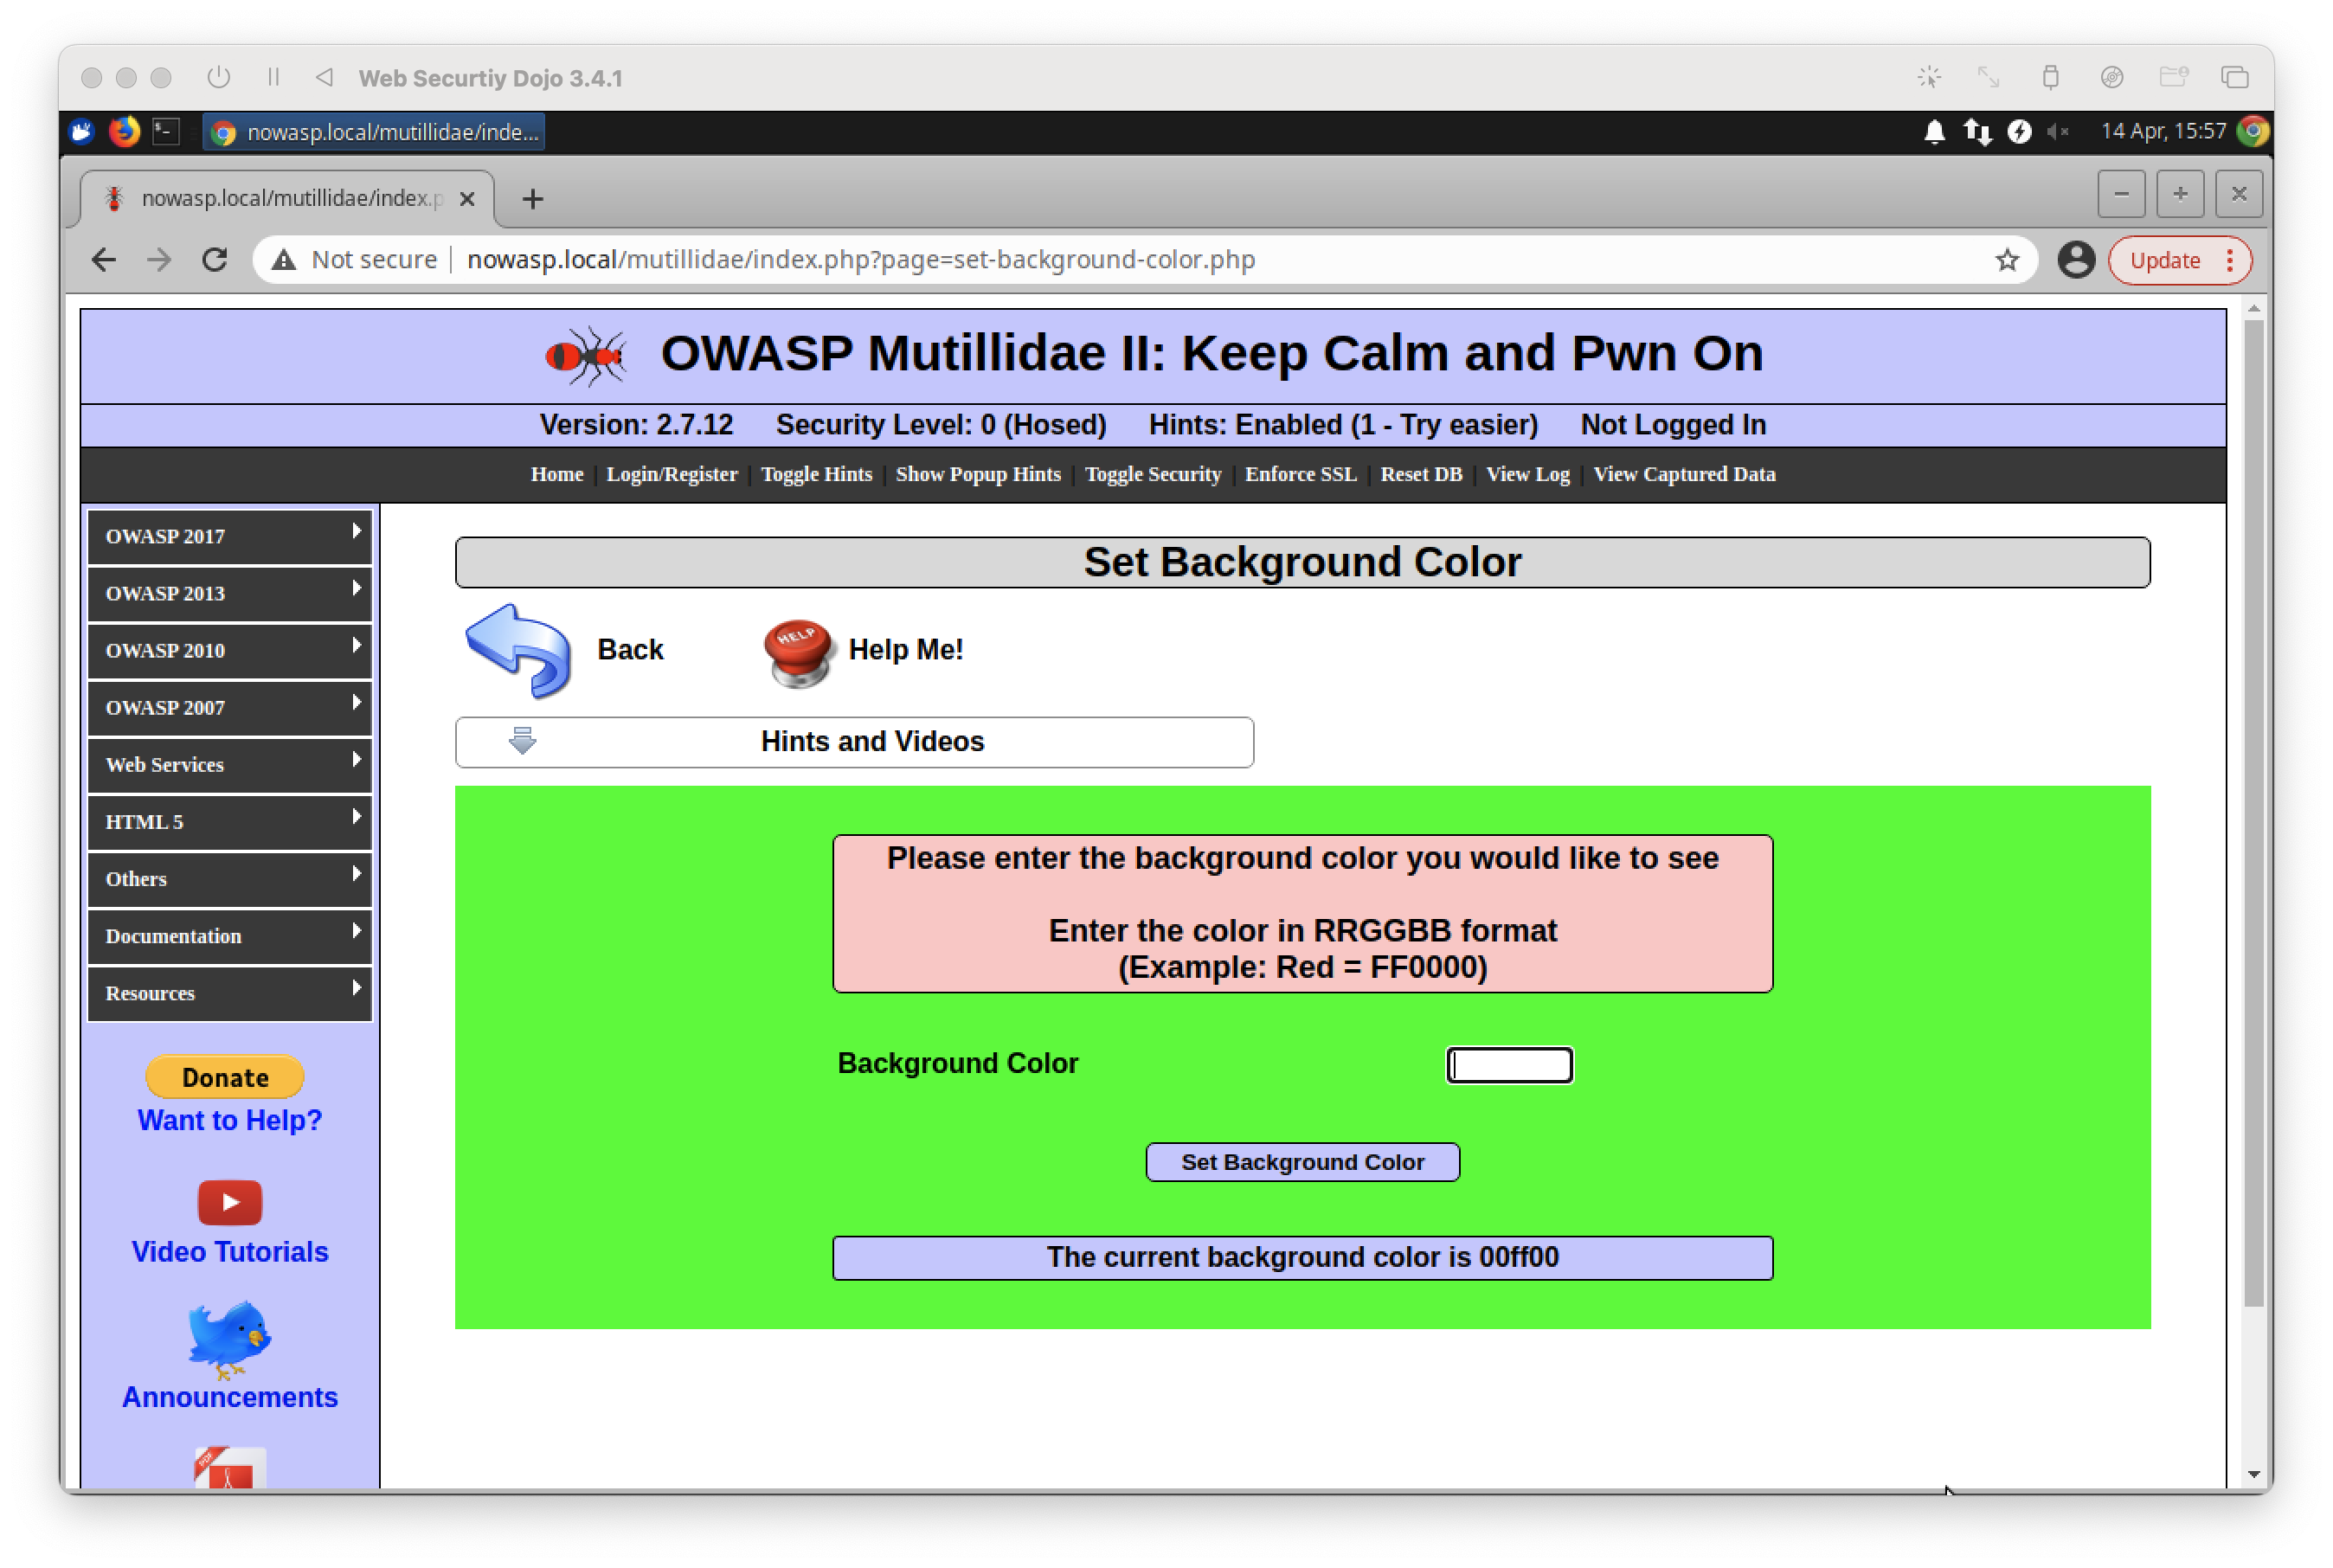 Web Securtiy Dojo 3.4.1
nowasp.local/mutillidae/inde...
14 Apr, 15:57
nowasp.local/mutillidae/index.p
Not secure
nowasp.local/mutillidae/index.php?page=set-background-color.php
Update
OWASP Mutillidae II: Keep Calm and Pwn On
Version: 2.7.12 Security Level: 0 (Hosed) Hints: Enabled (1 - Try easier) Not Logged In
Home | Login/Register | Toggle Hints | Show Popup Hints | Toggle Security | Enforce SSL | Reset DB | View Log | View Captured Data
OWASP 2017
OWASP 2013
OWASP 2010
OWASP 2007
Web Services
HTML 5
Others
Documentation
Resources
Donate
Want to Help?
Video Tutorials
Announcements
PDF
Set Background Color
Back
HELP
Help Me!
Hints and Videos
Please enter the background color you would like to see
Enter the color in RRGGBB format
(Example: Red = FF0000)
Background Color
Set Background Color
The current background color is 00ff00